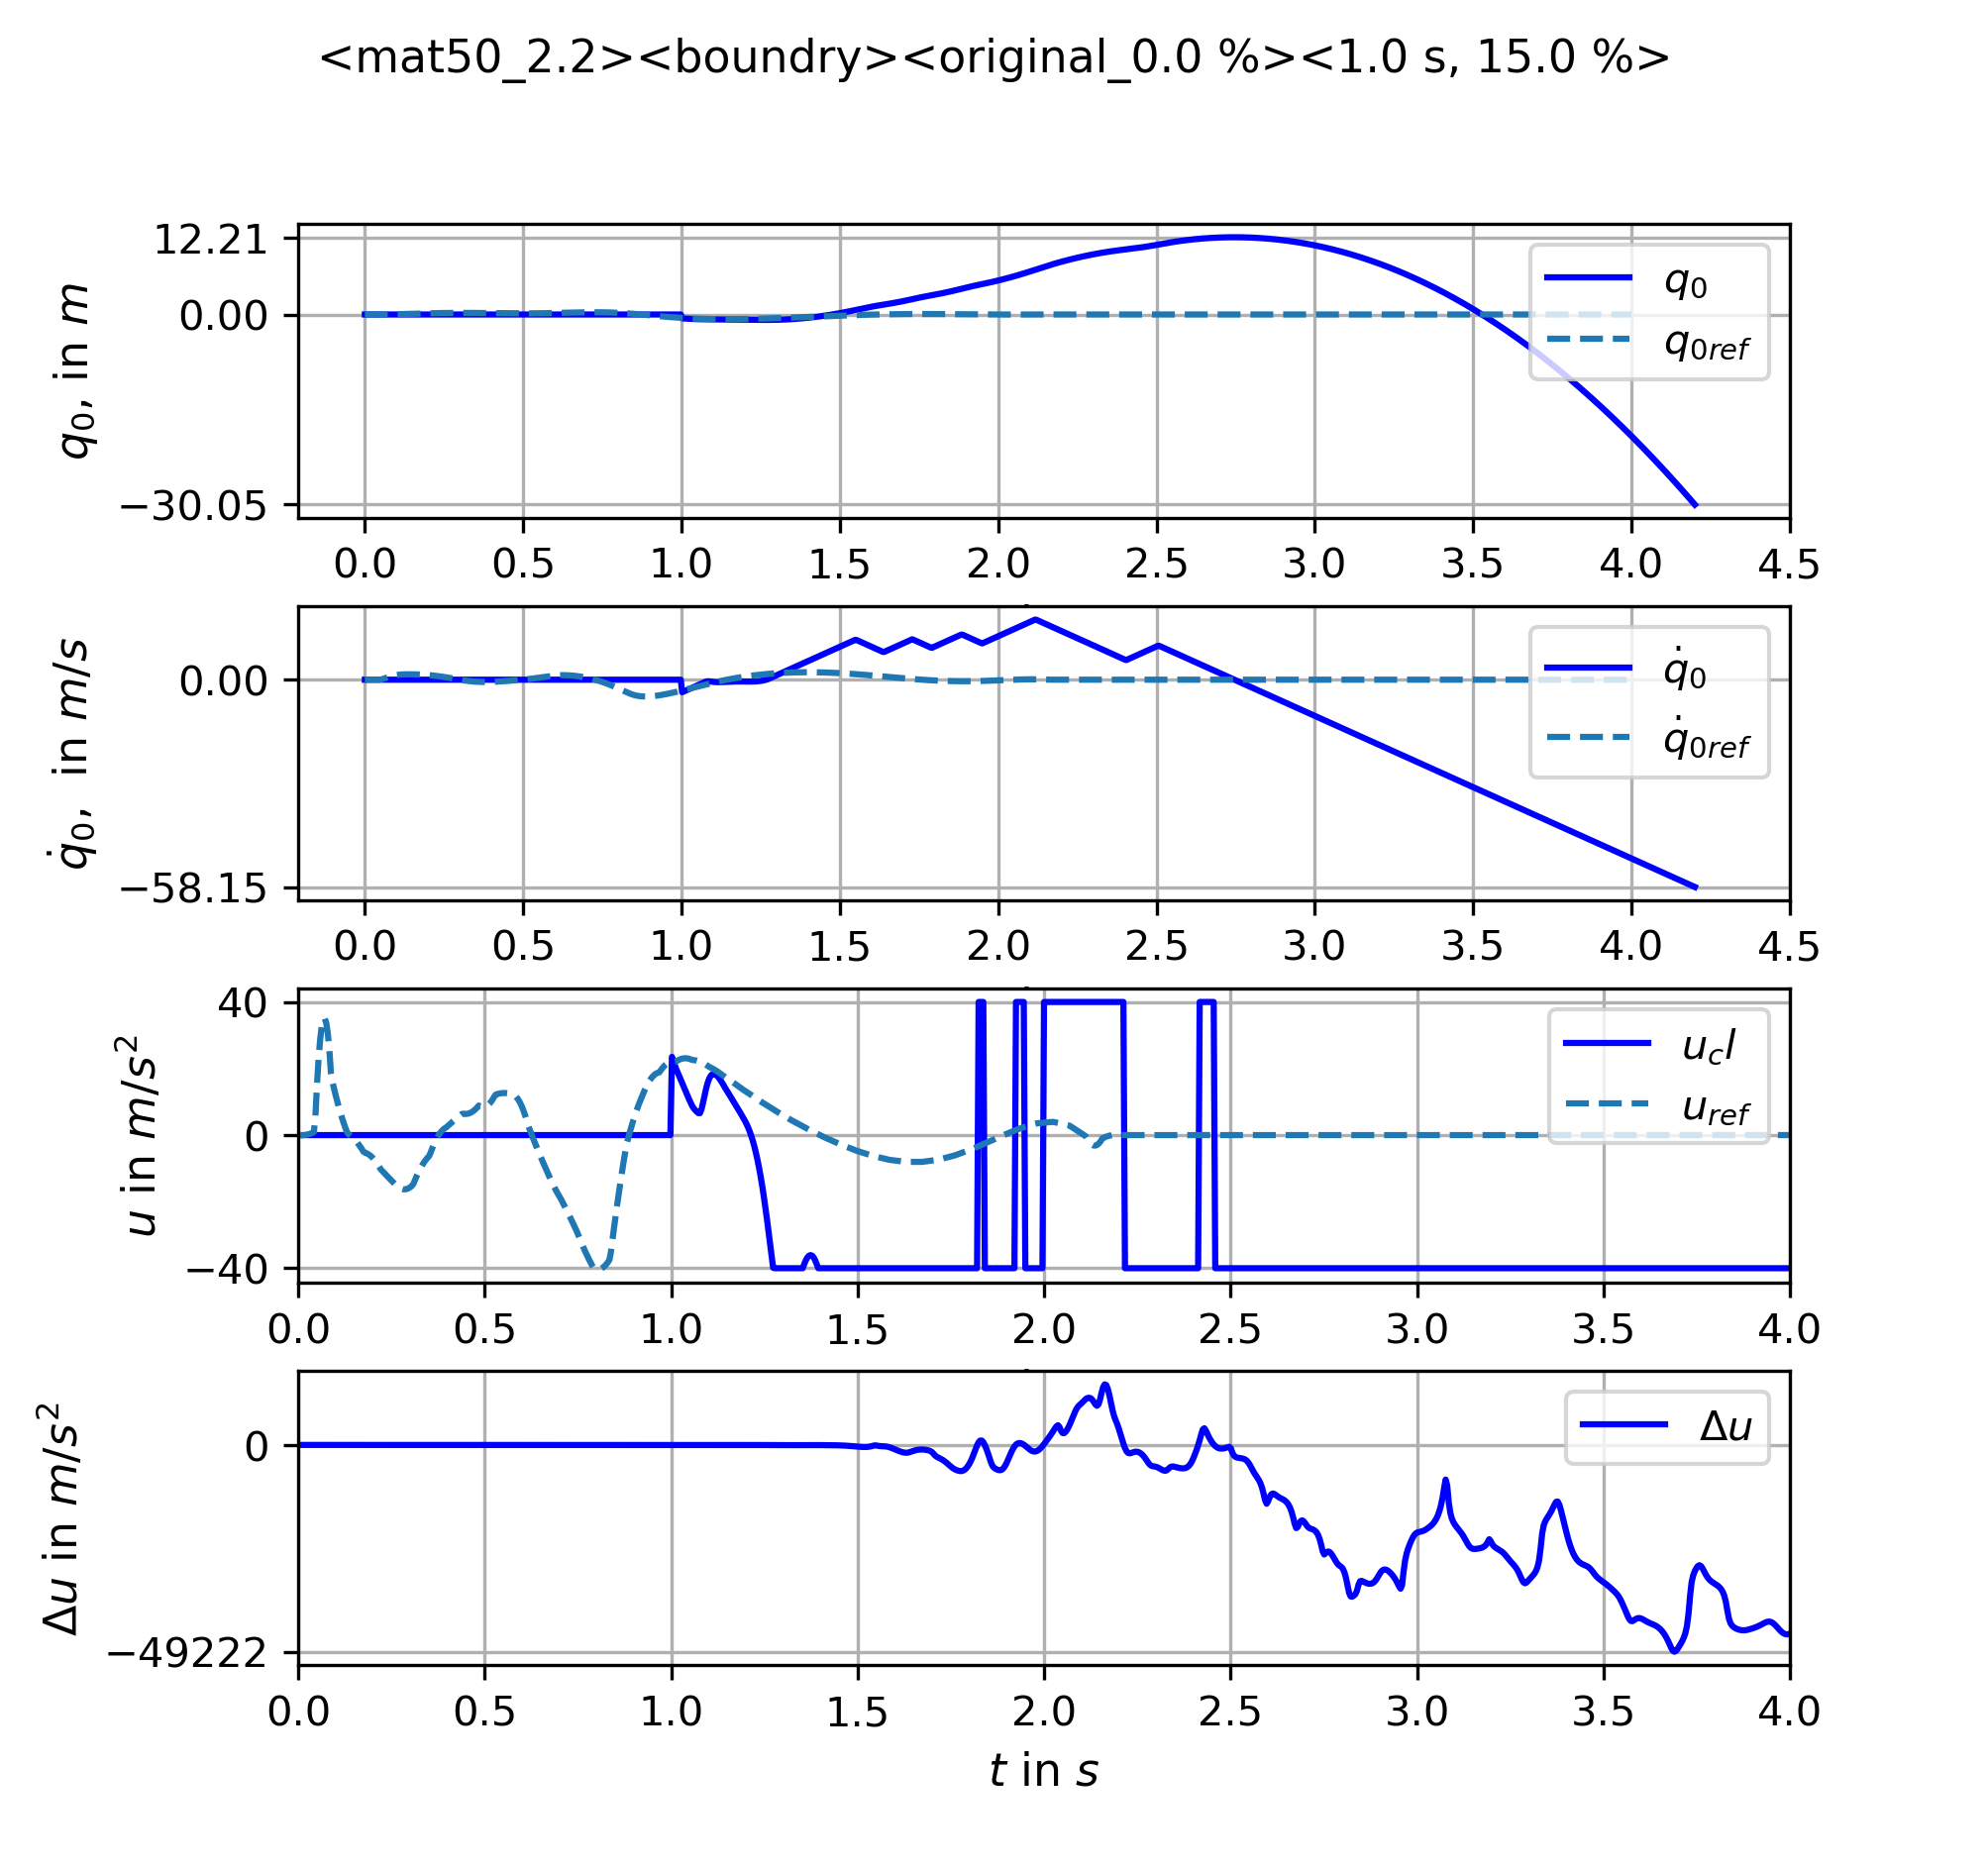 <mat50_2.2><boundry><original_0.0 %><1.0 s, 15.0 %>
q₀, in m
12.21
0.00
−30.05
q₀
q₀ref
0.0 0.5 1.0 1.5 2.0 2.5 3.0 3.5 4.0 4.5
q̇₀, in m/s
0.00
−58.15
q̇₀
q̇₀ref
0.0 0.5 1.0 1.5 2.0 2.5 3.0 3.5 4.0 4.5
u in m/s²
40
0
−40
u_cl
u_ref
0.0 0.5 1.0 1.5 2.0 2.5 3.0 3.5 4.0
Δu in m/s²
0
−49222
Δu
0.0 0.5 1.0 1.5 2.0 2.5 3.0 3.5 4.0
t in s